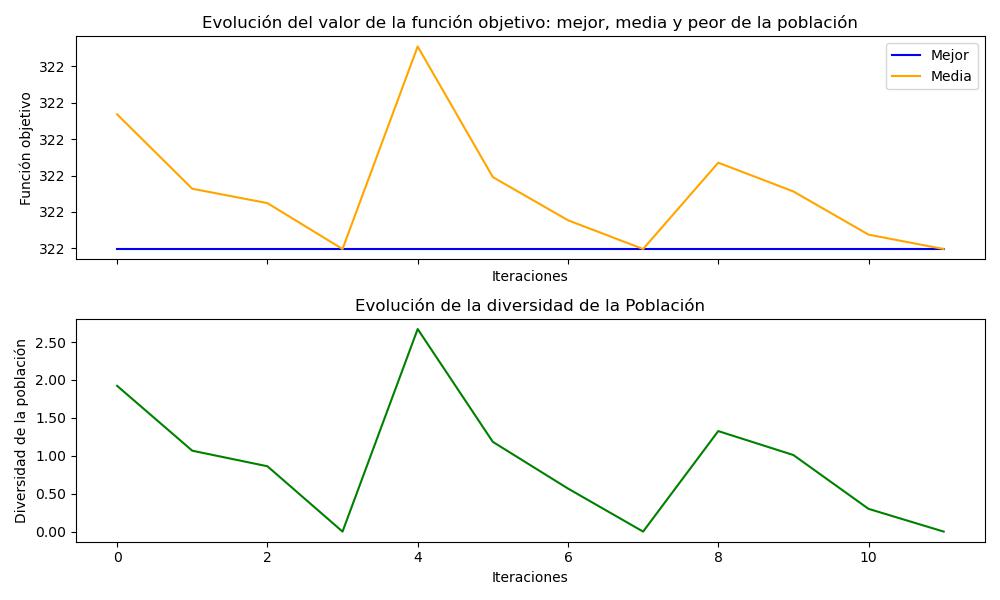 Evolución del valor de la función objetivo: mejor, media y peor de la población
Función objetivo
322
322
322
322
322
322
Mejor
Media
Iteraciones
Evolución de la diversidad de la Población
Diversidad de la población
2.50
2.00
1.50
1.00
0.50
0.00
0 2 4 6 8 10
Iteraciones